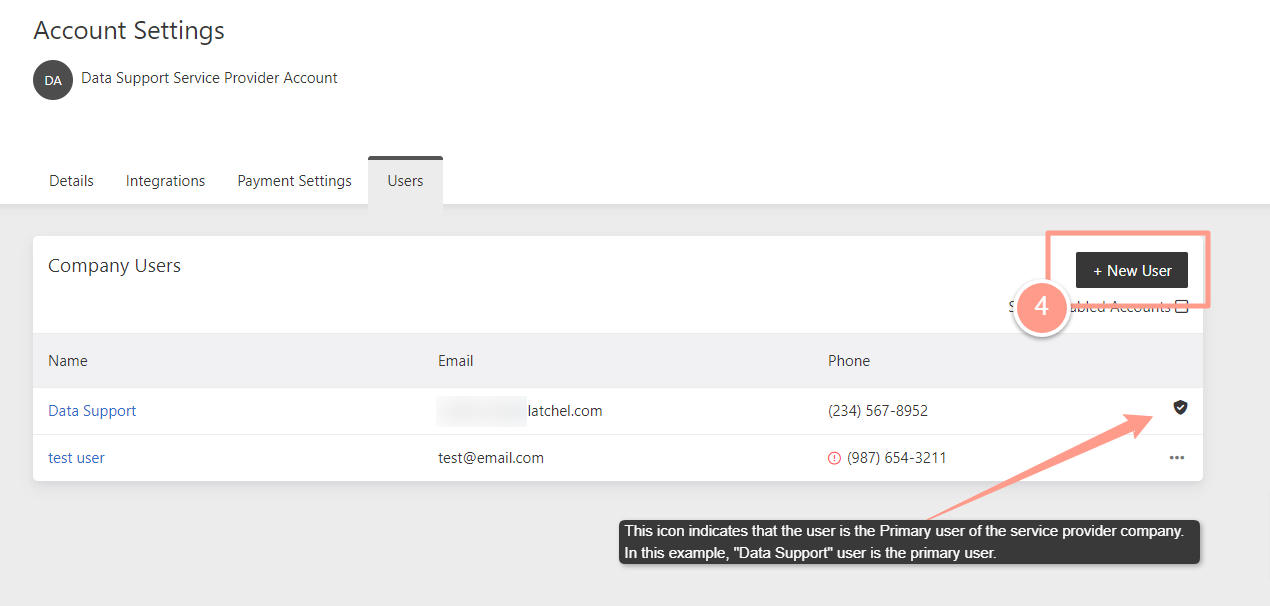 Account Settings
DA
Data Support Service Provider Account
Details Integrations Payment Settings Users
Company Users
+ New User
4
Accounts
Name Email Phone
Data Support latchel.com (234) 567-8952
test user test@email.com (987) 654-3211
This icon indicates that the user is the Primary user of the service provider company.
In this example, "Data Support" user is the primary user.